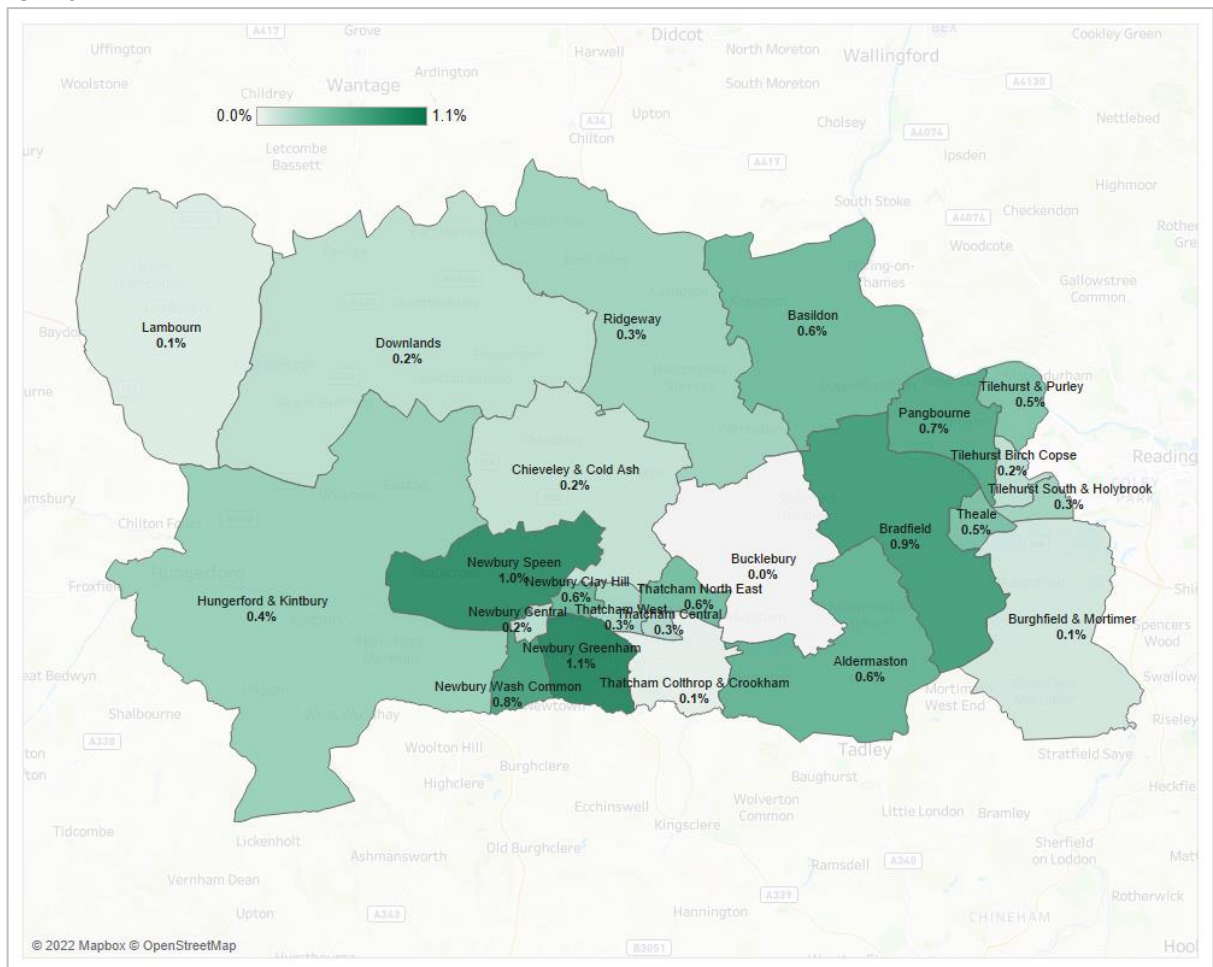 A417
Grove
Didcot
BEX
Cookley Green
Uffington
Harwell
North Moreton
Wallingford
Ardington
Woolstone
Childrey
Wantage
South Moreton
A4130
0.0%
1.1%
A34
Upton
Cholsey
Nettlebed
Letcombe
Bassett
Chilton
A4074
A417
Ipsden
Highmoor
South Stoke
A4074
Checkendon
Woodcote
Gallowstree
Common
Lambourn
0.1%
Downlands
0.2%
Ridgeway
0.3%
Basildon
0.6%
Tilehurst & Purley
0.5%
Pangbourne
0.7%
Tilehurst Birch Copse
0.2%
Reading
Chieveley & Cold Ash
0.2%
Tilehurst South & Holybrook
0.3%
Theale
0.5%
Bradfield
0.9%
Chilton
Bucklebury
0.0%
Newbury Speen
1.0%
Newbury Clay Hill
0.6%
Thatcham North East
0.6%
Hungerford & Kintbury
0.4%
Newbury Central
0.2%
Thatcham West
0.3%
Thatcham Central
0.3%
Burghfield & Mortimer
0.1%
Spencers
Wood
Newbury Greenham
1.1%
Aldermaston
0.6%
Newbury Wash Common
0.8%
Thatcham Colthrop & Crookham
0.1%
Newtown
Mortimer
West End
Shalbourne
Riseley
A338
Woolton Hill
Tadley
Stratfield Saye
Burghclere
Highclere
Baughurst
Ecchinswell
Wolverton
Common
Little London
Bramley
Tidcombe
Kingsclere
Lickenholt
Old Burghclere
Sherfield
on Loddon
Ashmansworth
Ramsdell
A340
Vernham Dean
A339
Rotherwick
Upton
A343
Hannington
CHINEHAM
© 2022 Mapbox © OpenStreetMap
B3051